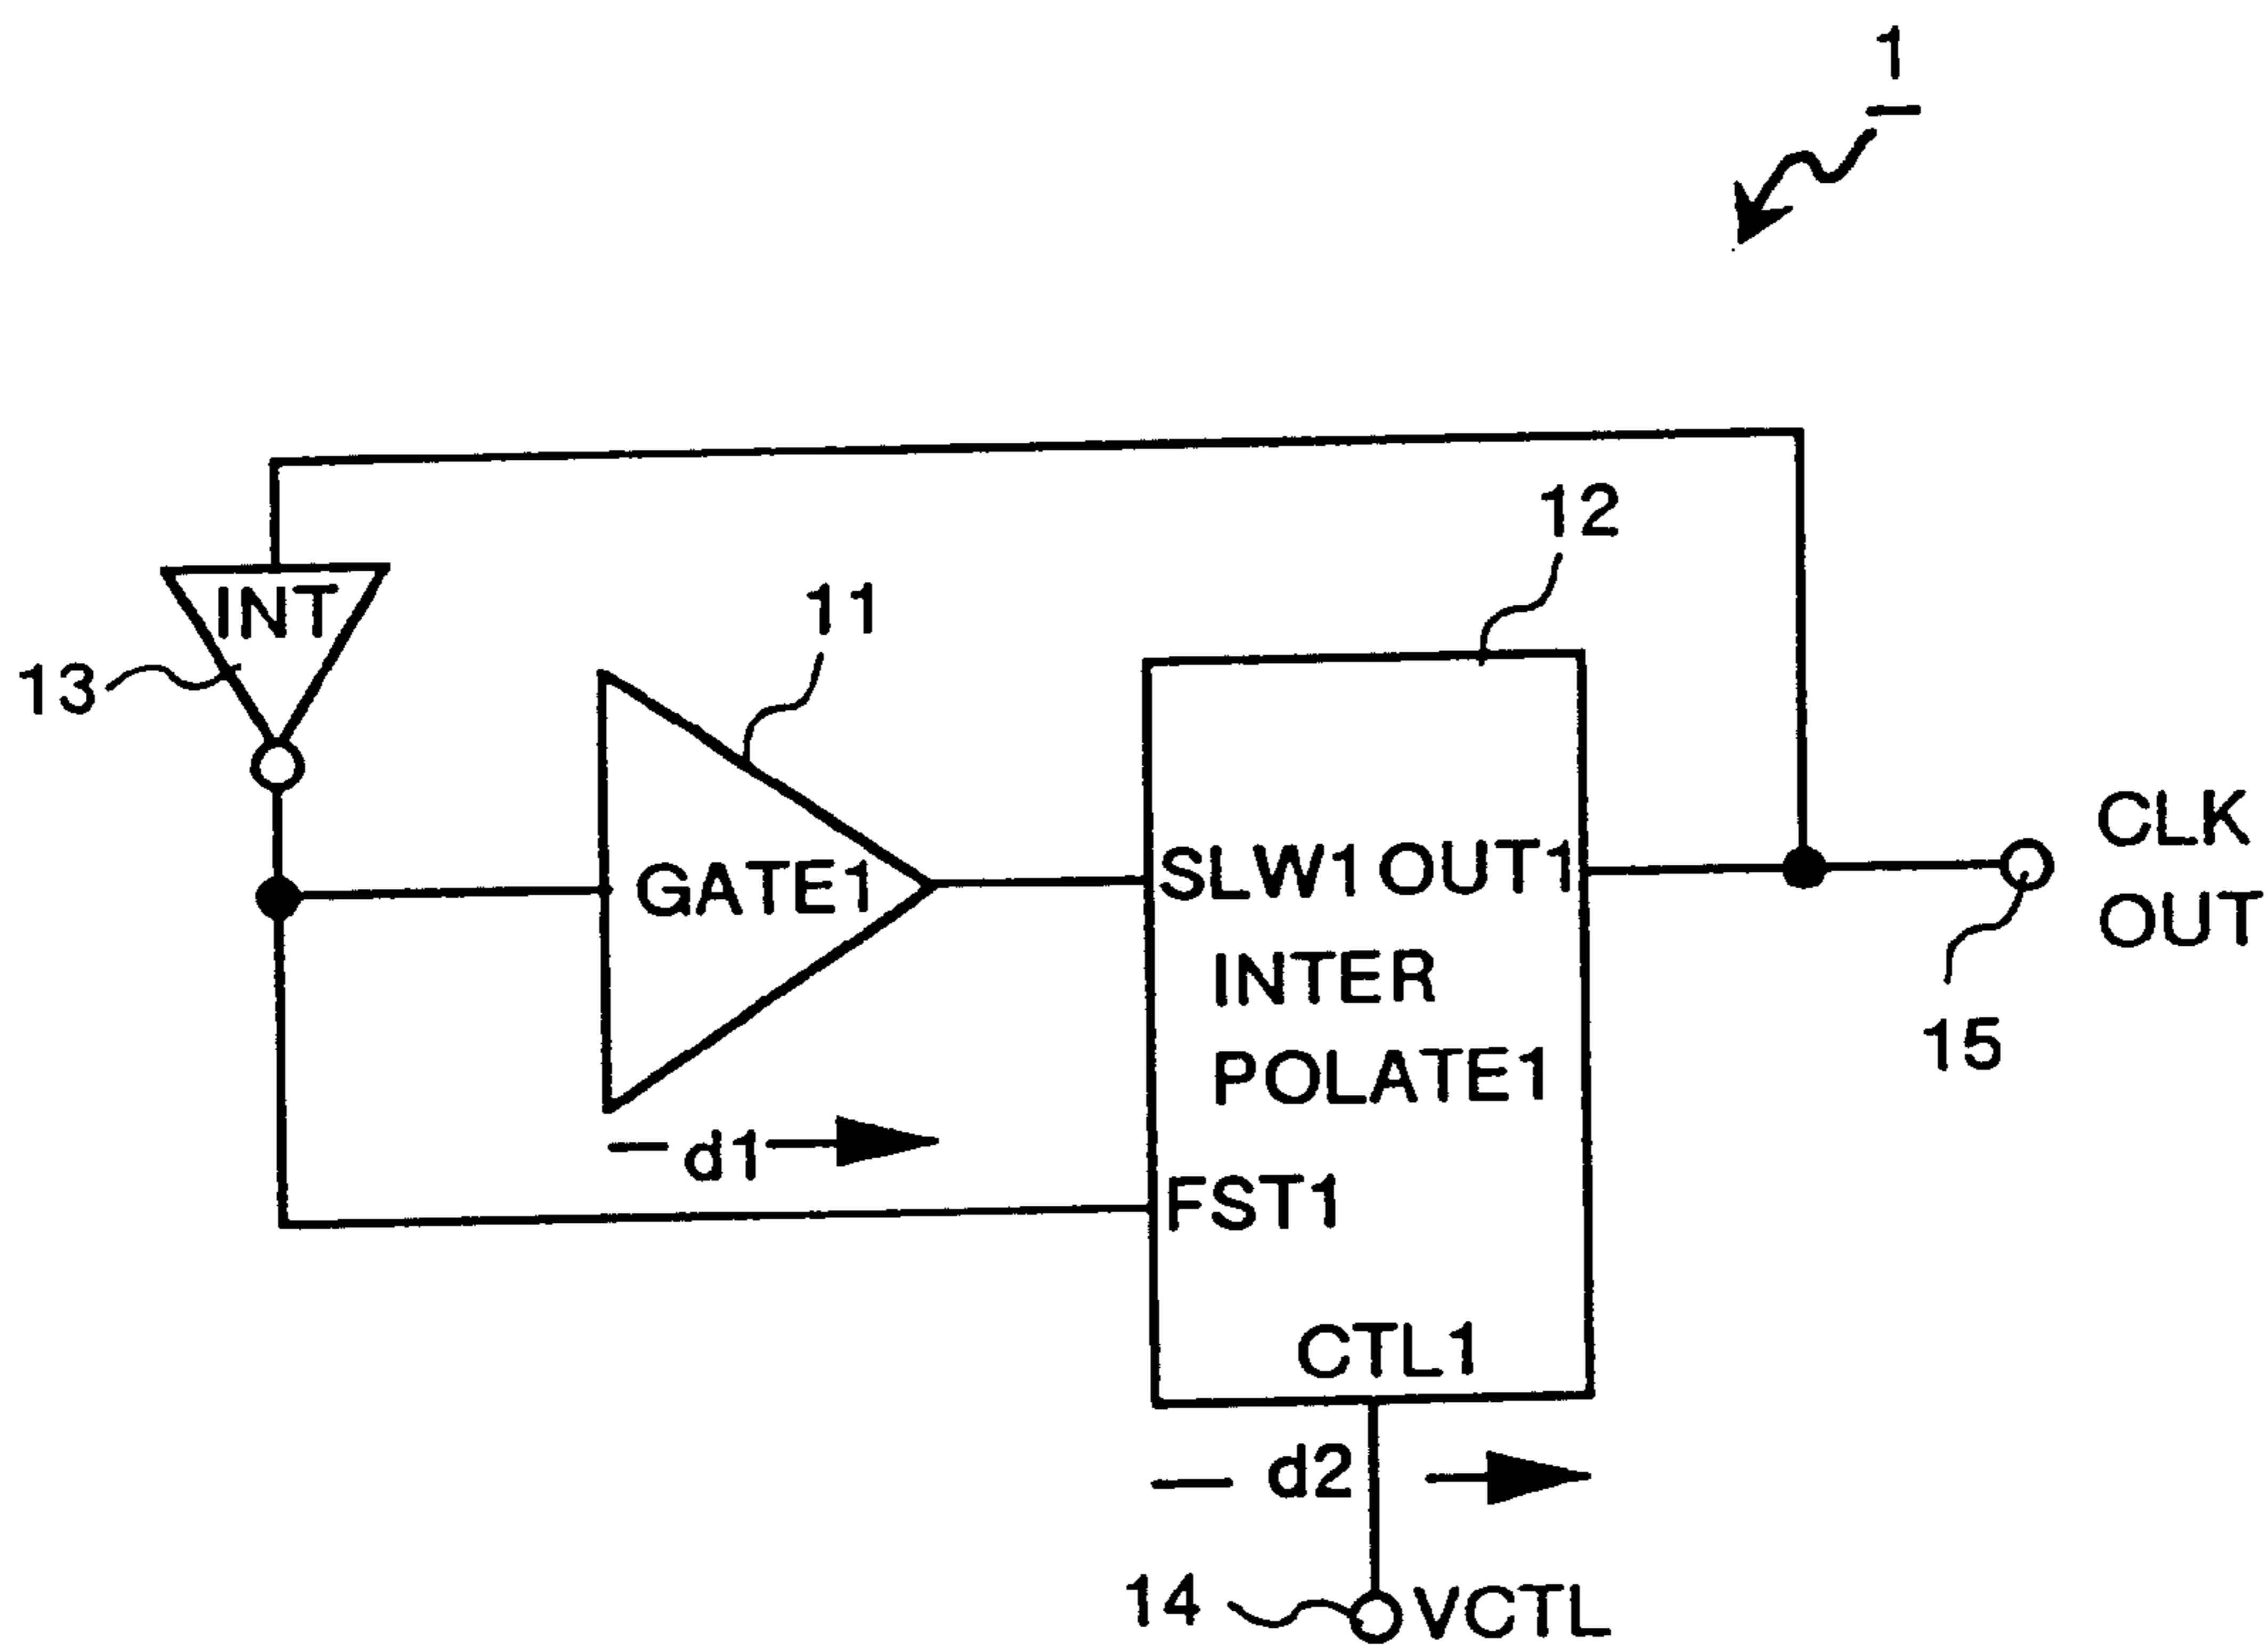 1
12
INT
11
13
CLK
OUT
GATE1
SLW1 OUT1
INTER
POLATE1
15
d1
FST1
CTL1
d2
14
VCTL